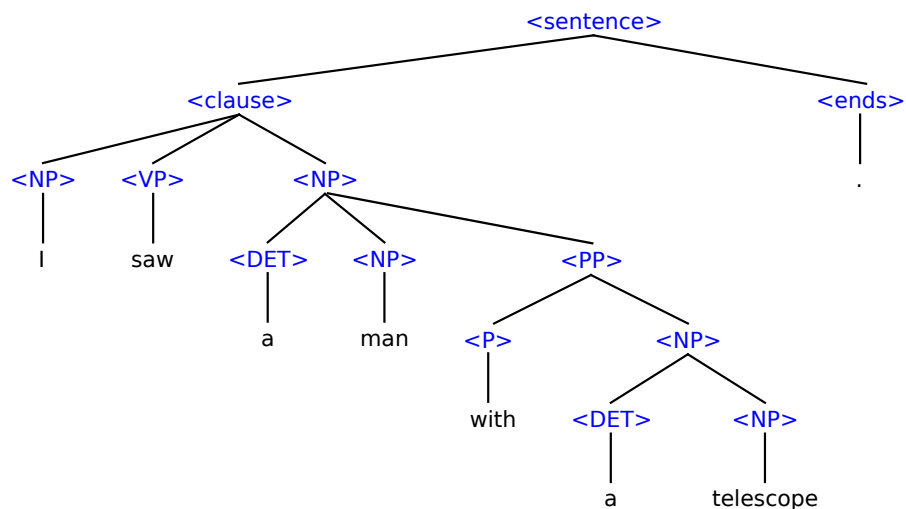 <sentence>
<clause> <ends>
<NP> <VP> <NP> .
I saw <DET> <NP> <PP>
a man <P> <NP>
with <DET> <NP>
a telescope